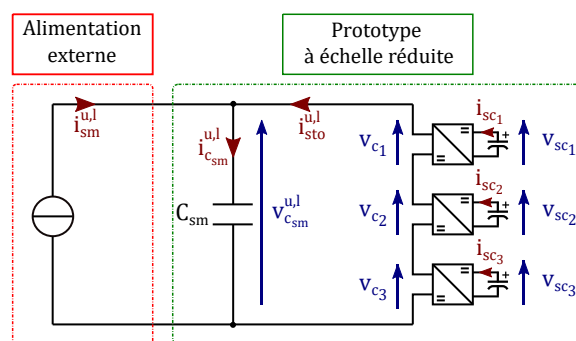 Alimentation
externe
Prototype
à échelle réduite
i_sm^u,l
i_sto^u,l
i_c_sm^u,l
C_sm
v_c_sm^u,l
v_c1
i_sc1
+
v_sc1
v_c2
i_sc2
+
v_sc2
v_c3
i_sc3
+
v_sc3